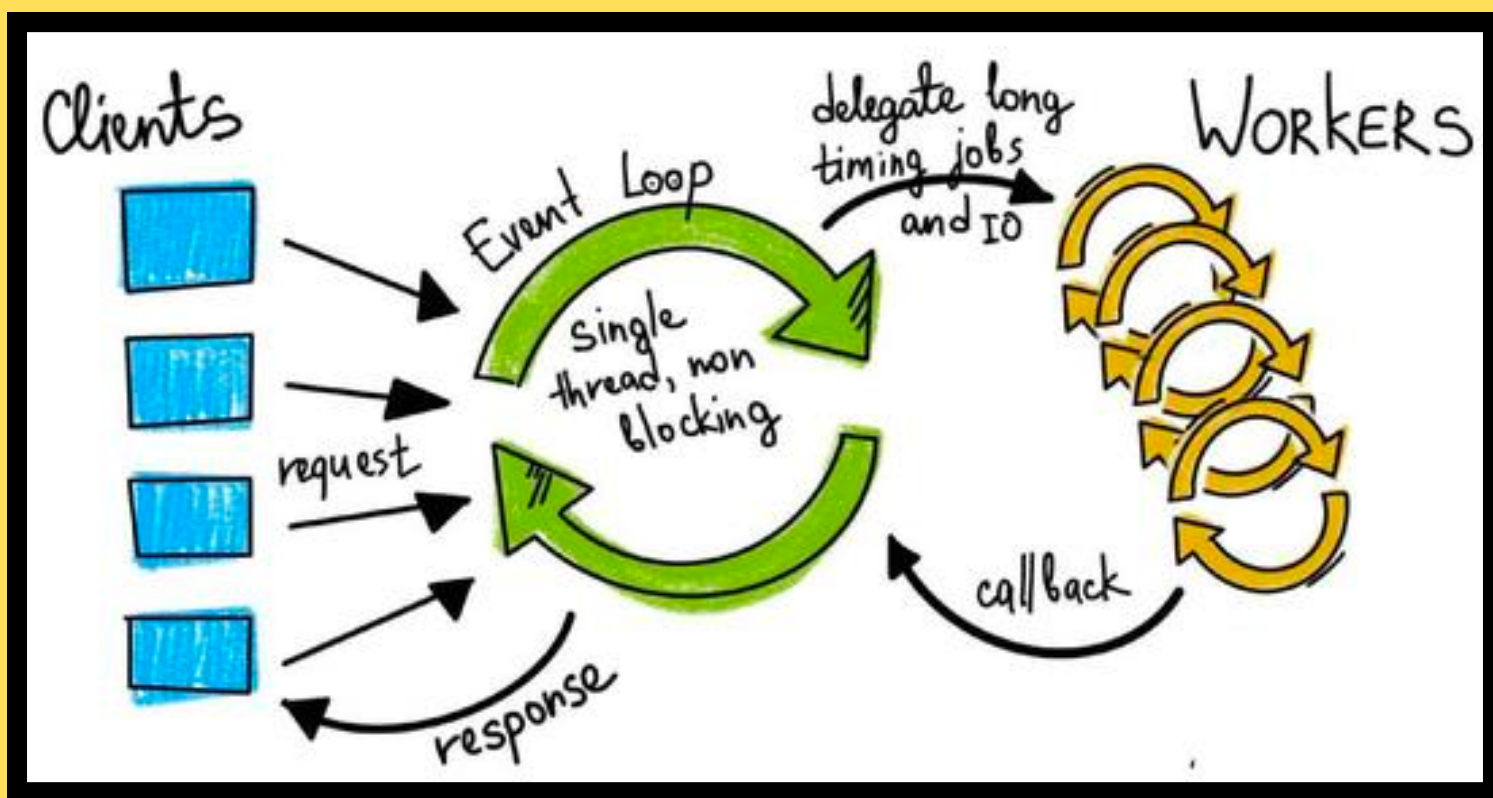 Clients
WORKERS
delegate long
timing jobs
and IO
Event Loop
single
thread, non
blocking
request
callback
response